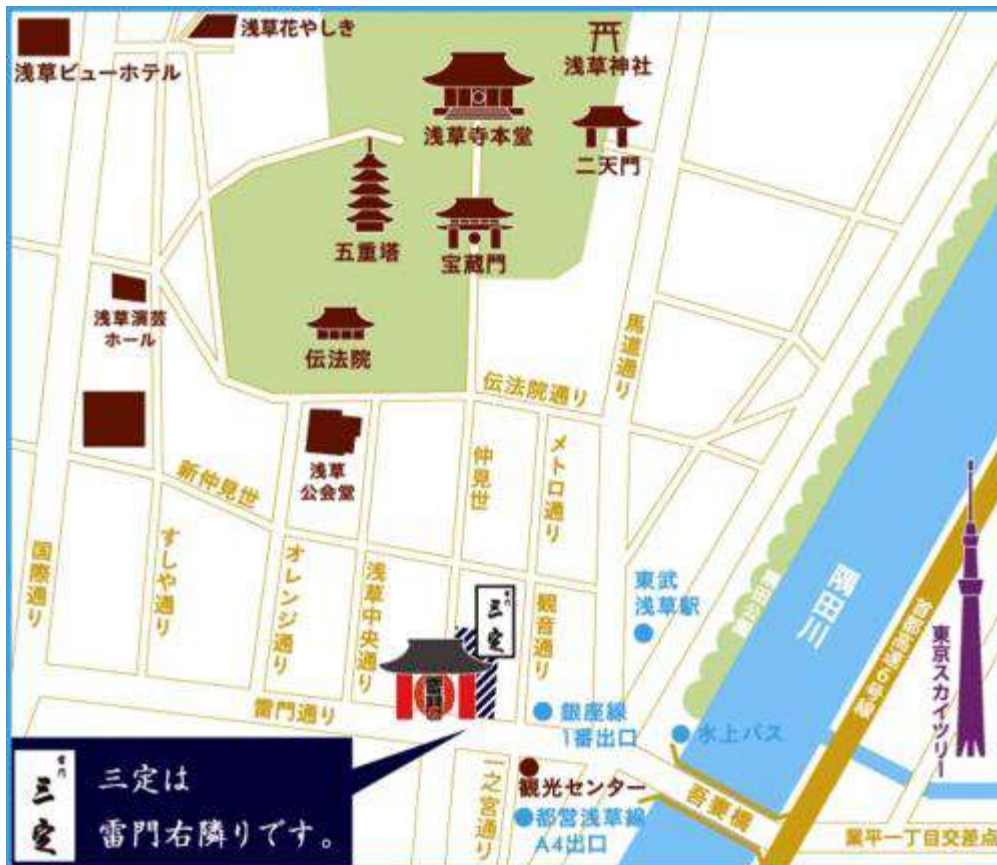 浅草花やしき
浅草ビューホテル
浅草神社
浅草寺本堂
二天門
五重塔
宝蔵門
浅草演芸
ホール
伝法院
馬道通り
伝法院通り
浅草
公会堂
新仲見世
仲見世
メトロ通り
国際通り
すしや通り
オレンジ通り
浅草中央通り
観音通り
雷門
三定
東武
浅草駅
隅田公園
隅田川
首都高速6号線
東京スカイツリー
雷門通り
銀座線
1番出口
水上バス
観光センター
一之宮通り
都営浅草線
A4出口
吾妻橋
業平一丁目交差点
雷門
三定
三定は
雷門右隣りです。